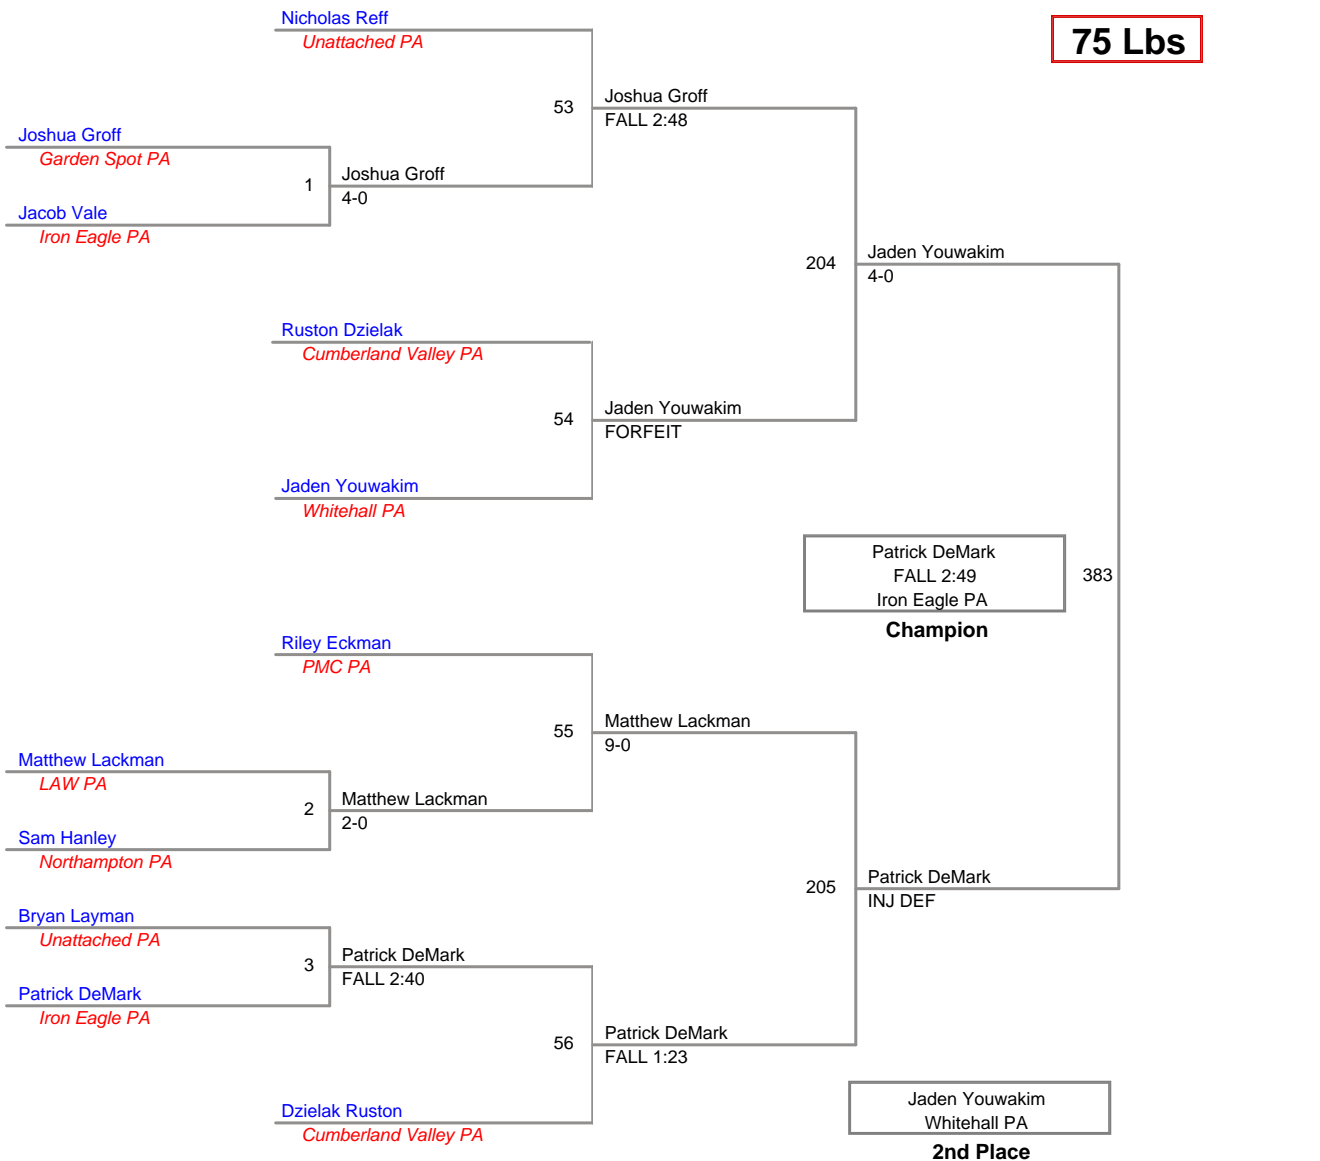 Nicholas Reff
Unattached PA
75 Lbs
53
Joshua Groff
FALL 2:48
Joshua Groff
Garden Spot PA
1
Joshua Groff
4-0
Jacob Vale
Iron Eagle PA
204
Jaden Youwakim
4-0
Ruston Dzielak
Cumberland Valley PA
54
Jaden Youwakim
FORFEIT
Jaden Youwakim
Whitehall PA
Patrick DeMark
FALL 2:49
Iron Eagle PA
383
Champion
Riley Eckman
PMC PA
55
Matthew Lackman
9-0
Matthew Lackman
LAW PA
2
Matthew Lackman
2-0
Sam Hanley
Northampton PA
205
Patrick DeMark
INJ DEF
Bryan Layman
Unattached PA
3
Patrick DeMark
FALL 2:40
Patrick DeMark
Iron Eagle PA
56
Patrick DeMark
FALL 1:23
Dzielak Ruston
Cumberland Valley PA
Jaden Youwakim
Whitehall PA
2nd Place